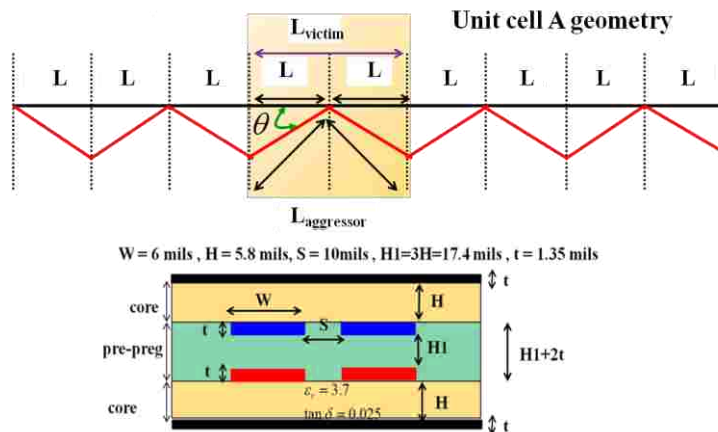 Unit cell A geometry
L_victim
L L L L L L L L
θ
L_aggressor
W = 6 mils , H = 5.8 mils, S = 10mils , H1=3H=17.4 mils , t = 1.35 mils
t
core W H
t S
pre-preg H1 H1+2t
t
core ε_r = 3.7 H
tan δ = 0.025
t